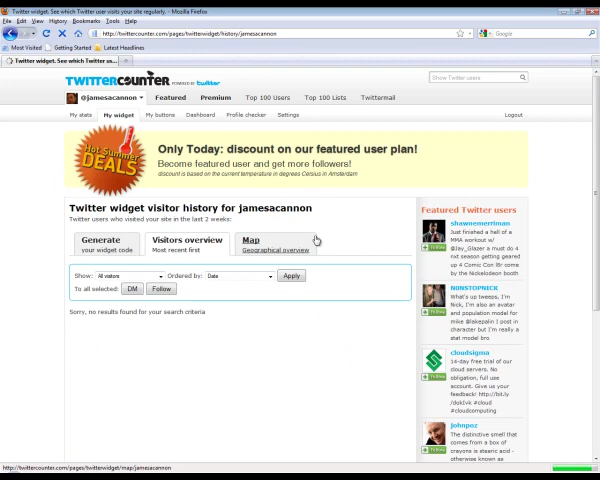 Twitter widget. See which Twitter user visits your site regularly. - Mozilla Firefox
File Edit View History Bookmarks Tools Help
http://twittercounter.com/pages/twitterwidget/history/jamesacannon
Google
Most Visited Getting Started Latest Headlines
Twitter widget. See which Twitter us...
TWITTERCOUNTER POWERED BY twitter
Show Twitter users
@jamesacannon Featured Premium Top 100 Users Top 100 Lists Twittermail
My stats My widget My buttons Dashboard Profile checker Settings Logout
Hot Summer DEALS
Only Today: discount on our featured user plan!
Become featured user and get more followers!
discount is based on the current temperature in degrees Celsius in Amsterdam
Twitter widget visitor history for jamesacannon
Twitter users who visited your site in the last 2 weeks:
Generate
your widget code
Visitors overview
Most recent first
Map
Geographical overview
Show: All visitors Ordered by: Date Apply
To all selected: DM Follow
Sorry, no results found for your search criteria
Featured Twitter users
shawnemerriman
Just finished a hell of a
MMA workout w/
@Jay_Glazer a must do 4
nxt season getting geared
up 4 Comic Con I8r come
by the Nickelodeon booth
N0NSTOPNICK
What's up tweeps, I'm
Nick, I'm also an avatar
and population model for
mike @lakepalin I post in
character but I'm really a
stat model bro
cloudsigma
14-day free trial of our
cloud servers. No
obligation, full use
account. Give us your
feedback! http://bit.ly
/dokIvk #cloud
#cloudcomputing
johnpoz
The distinctive smell that
comes from a box of
crayons is stearic acid -
otherwise known as
http://twittercounter.com/pages/twitterwidget/map/jamesacannon